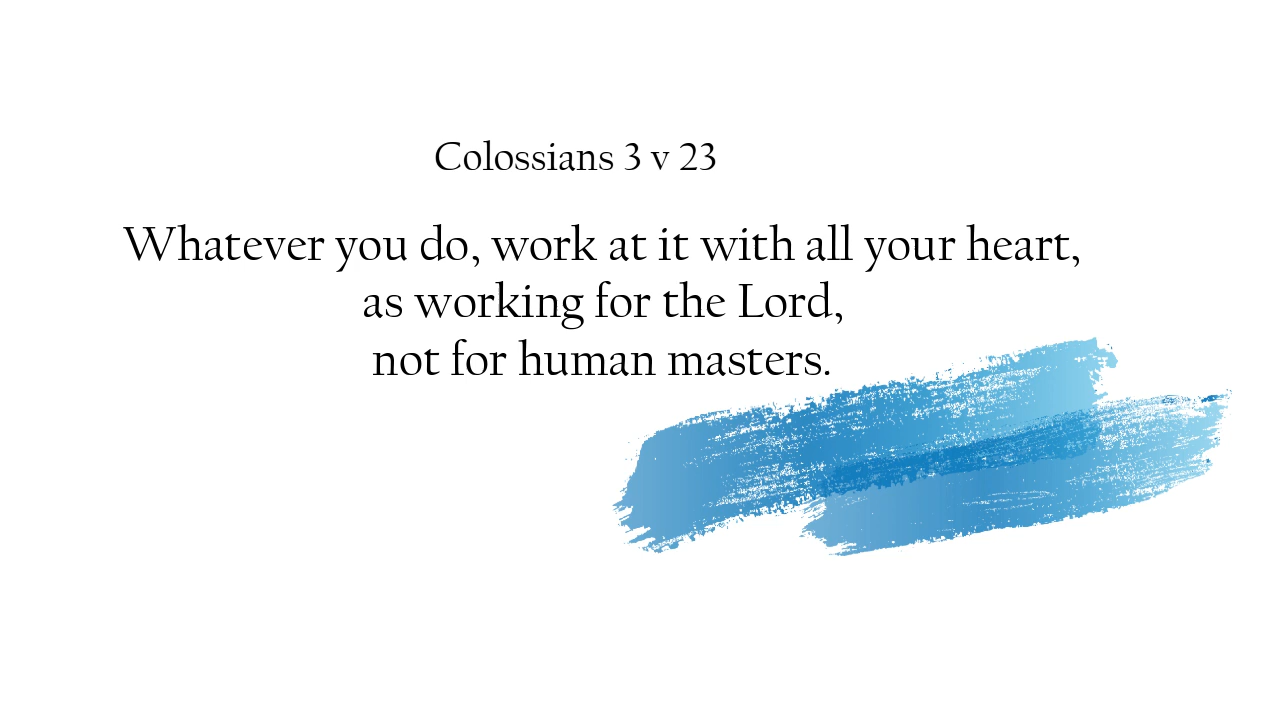 Colossians 3 v 23
Whatever you do, work at it with all your heart,
as working for the Lord,
not for human masters.